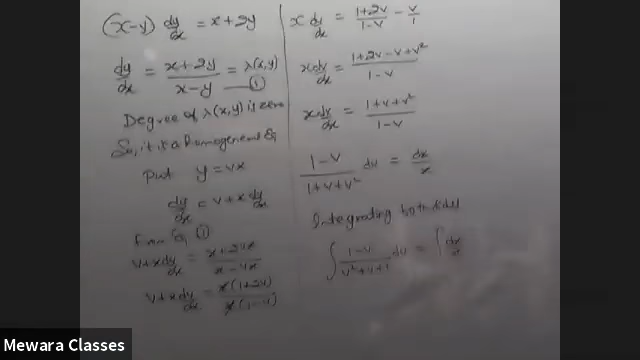 (x-y) dy/dx = x+2y
dy/dx = x+2y/x-y = λ(x,y)
①
Degree of λ(x,y) is zero
So, it is a Homogeneous Eq
Put y = vx
dy/dx = v + x dv/dx
From Eq ①
v+x dv/dx = x+2vx/x-vx
v+x dv/dx = x(1+2v)/x(1-v)
x dv/dx = 1+2v/1-v - v/1
x dv/dx = 1+2v-v+v²/1-v
x dv/dx = 1+v+v²/1-v
1-v/1+v+v² dv = dx/x
Integrating both sides
∫ 1-v/v²+v+1 dv = ∫ dx/x
Mewara Classes